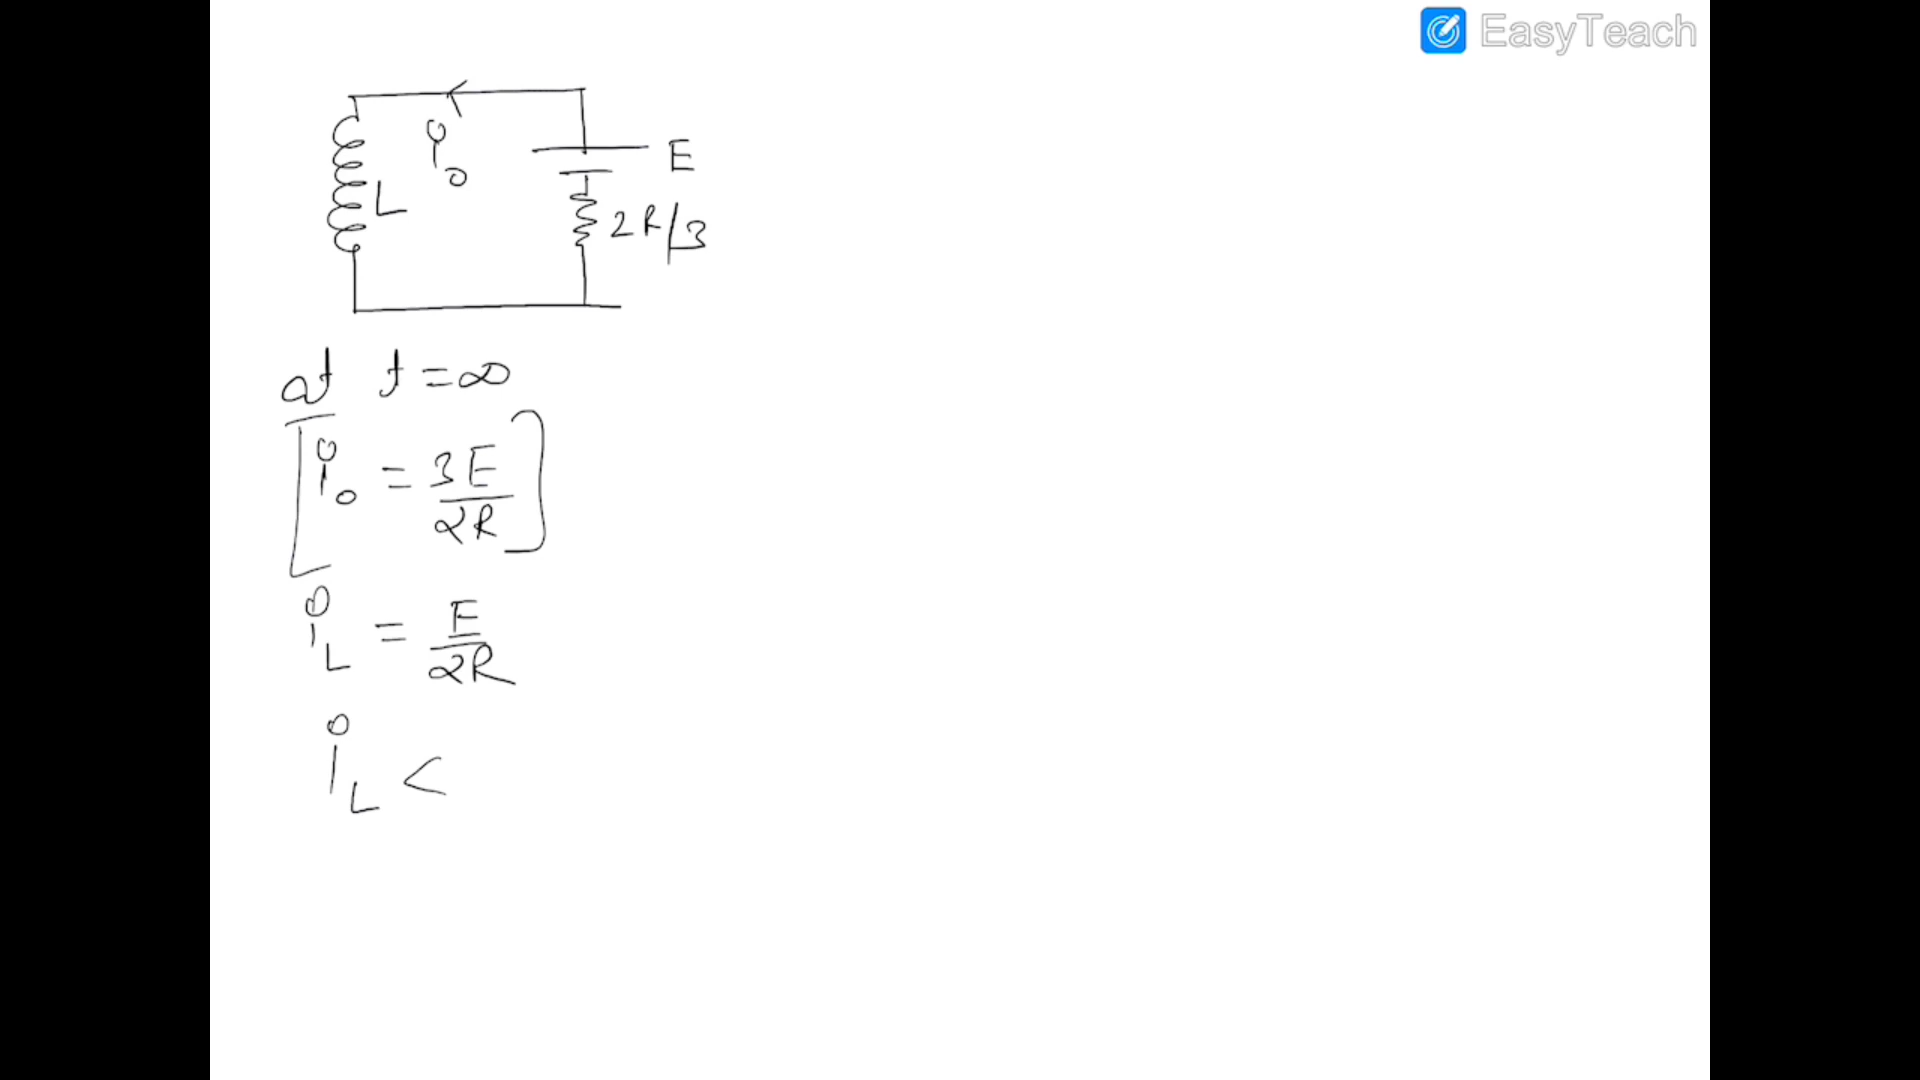 EasyTeach
i₀
E
L
2R/3
at t = ∞
[i₀ = 3E/2R]
i_L = E/2R
i_L <